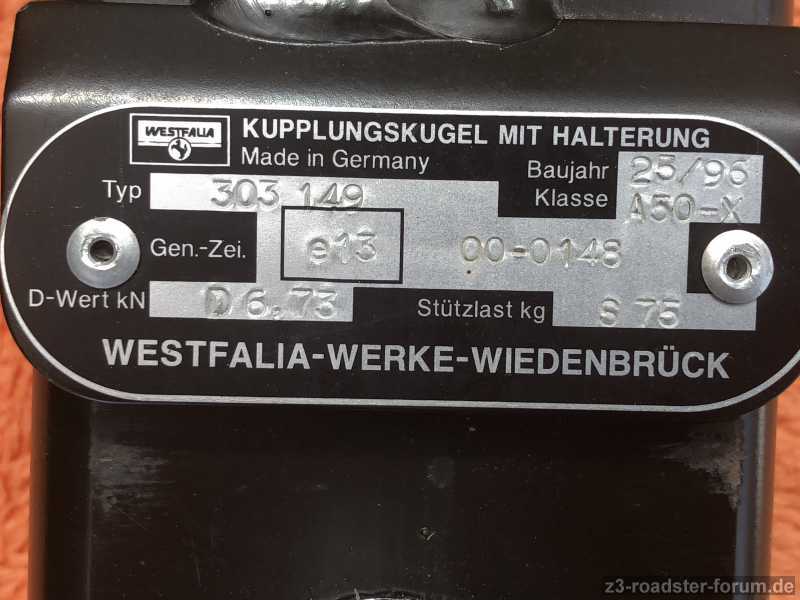 WESTFALIA
KUPPLUNGSKUGEL MIT HALTERUNG
Made in Germany
Baujahr 25/96
Typ 303 149
Klasse A50-X
Gen.-Zei. e13 00-0148
D-Wert kN D 6,73 Stützlast kg S 75
WESTFALIA-WERKE-WIEDENBRÜCK
z3-roadster-forum.de